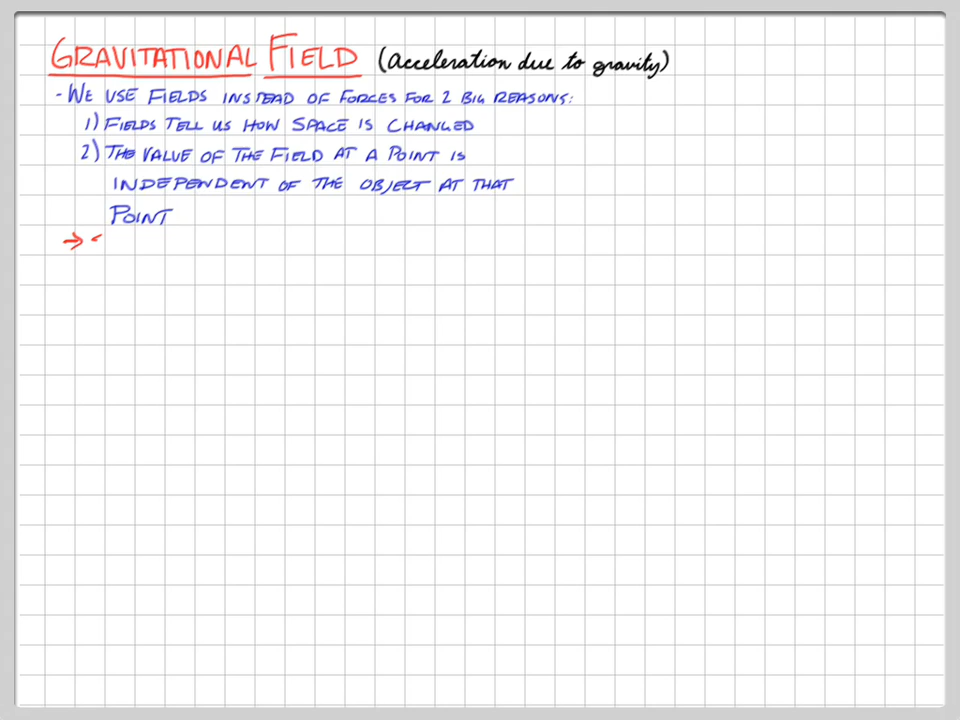 GRAVITATIONAL FIELD (Acceleration due to gravity)
- WE USE FIELDS INSTEAD OF FORCES FOR 2 BIG REASONS:
1) FIELDS TELL US HOW SPACE IS CHANGED
2) THE VALUE OF THE FIELD AT A POINT IS
INDEPENDENT OF THE OBJECT AT THAT
POINT
→